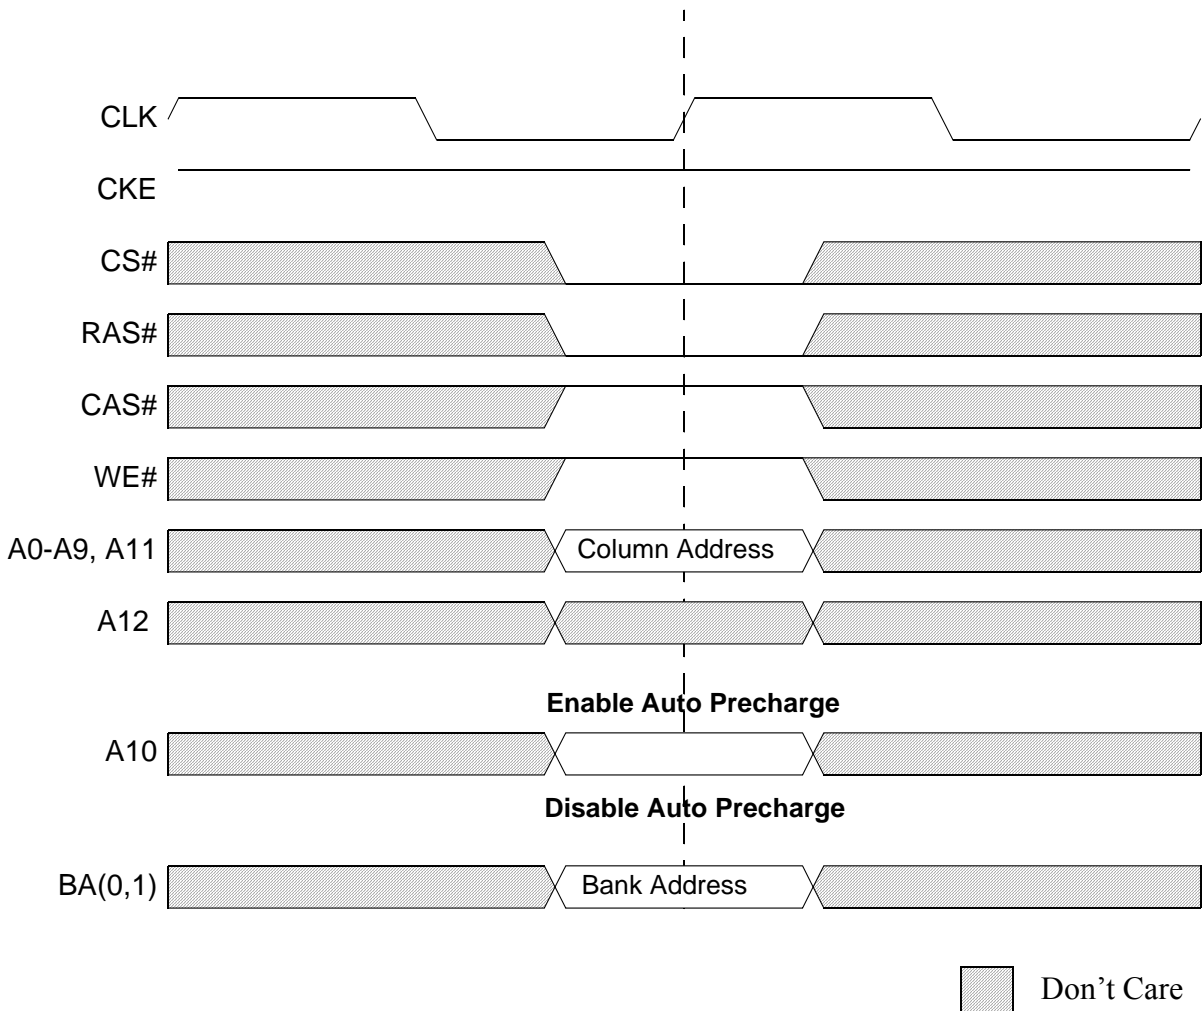 CLK
CKE
CS#
RAS#
CAS#
WE#
A0-A9, A11 Column Address
A12
Enable Auto Precharge
A10
Disable Auto Precharge
BA(0,1) Bank Address
Don’t Care